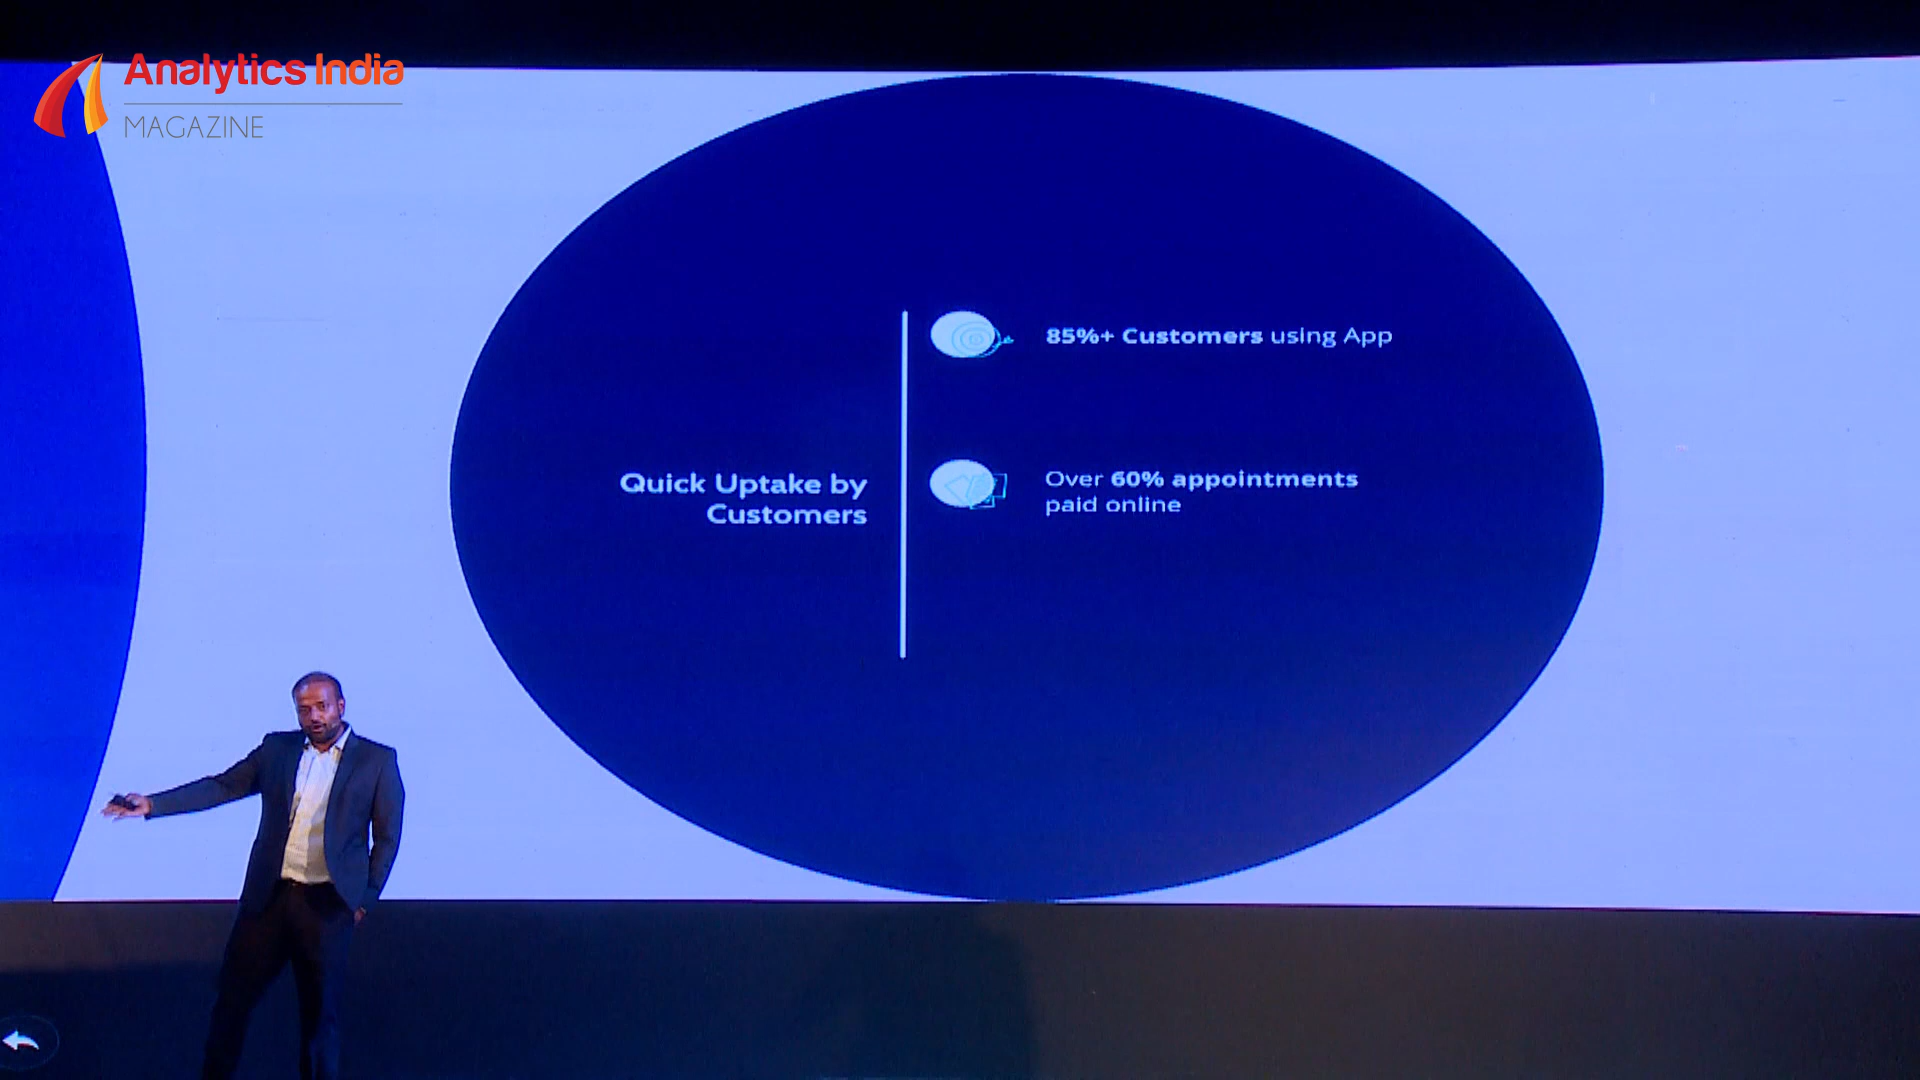 Analytics India
MAGAZINE
85%+ Customers using App
Quick Uptake by
Customers
Over 60% appointments
paid online